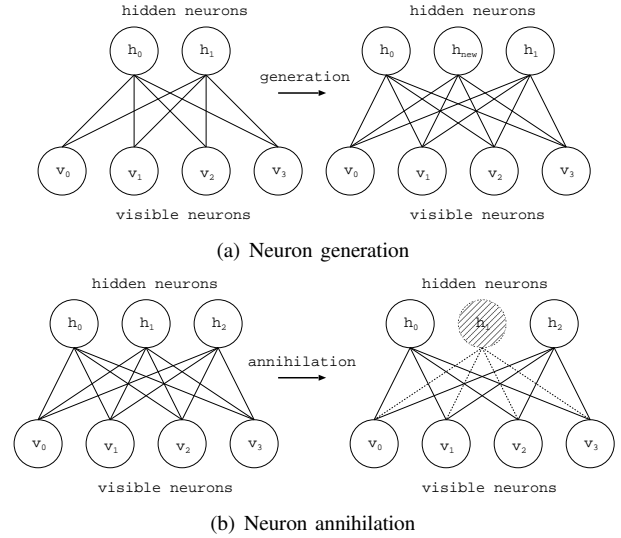 hidden neurons hidden neurons
h0 h1 h0 hnew h1
generation
v0 v1 v2 v3 v0 v1 v2 v3
visible neurons visible neurons
(a) Neuron generation
hidden neurons hidden neurons
h0 h1 h2 h0 h1 h2
annihilation
v0 v1 v2 v3 v0 v1 v2 v3
visible neurons visible neurons
(b) Neuron annihilation